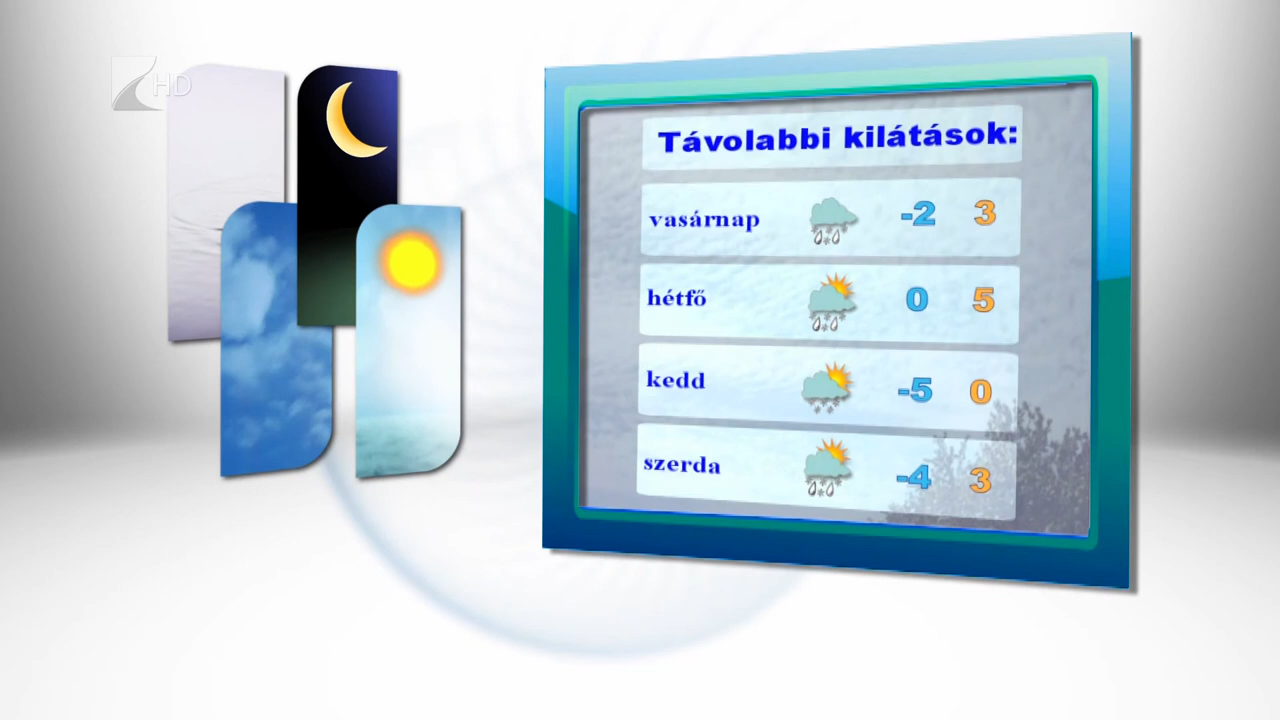 HD
Távolabbi kilátások:
vasárnap -2 3
hétfő 0 5
kedd -5 0
szerda -4 3